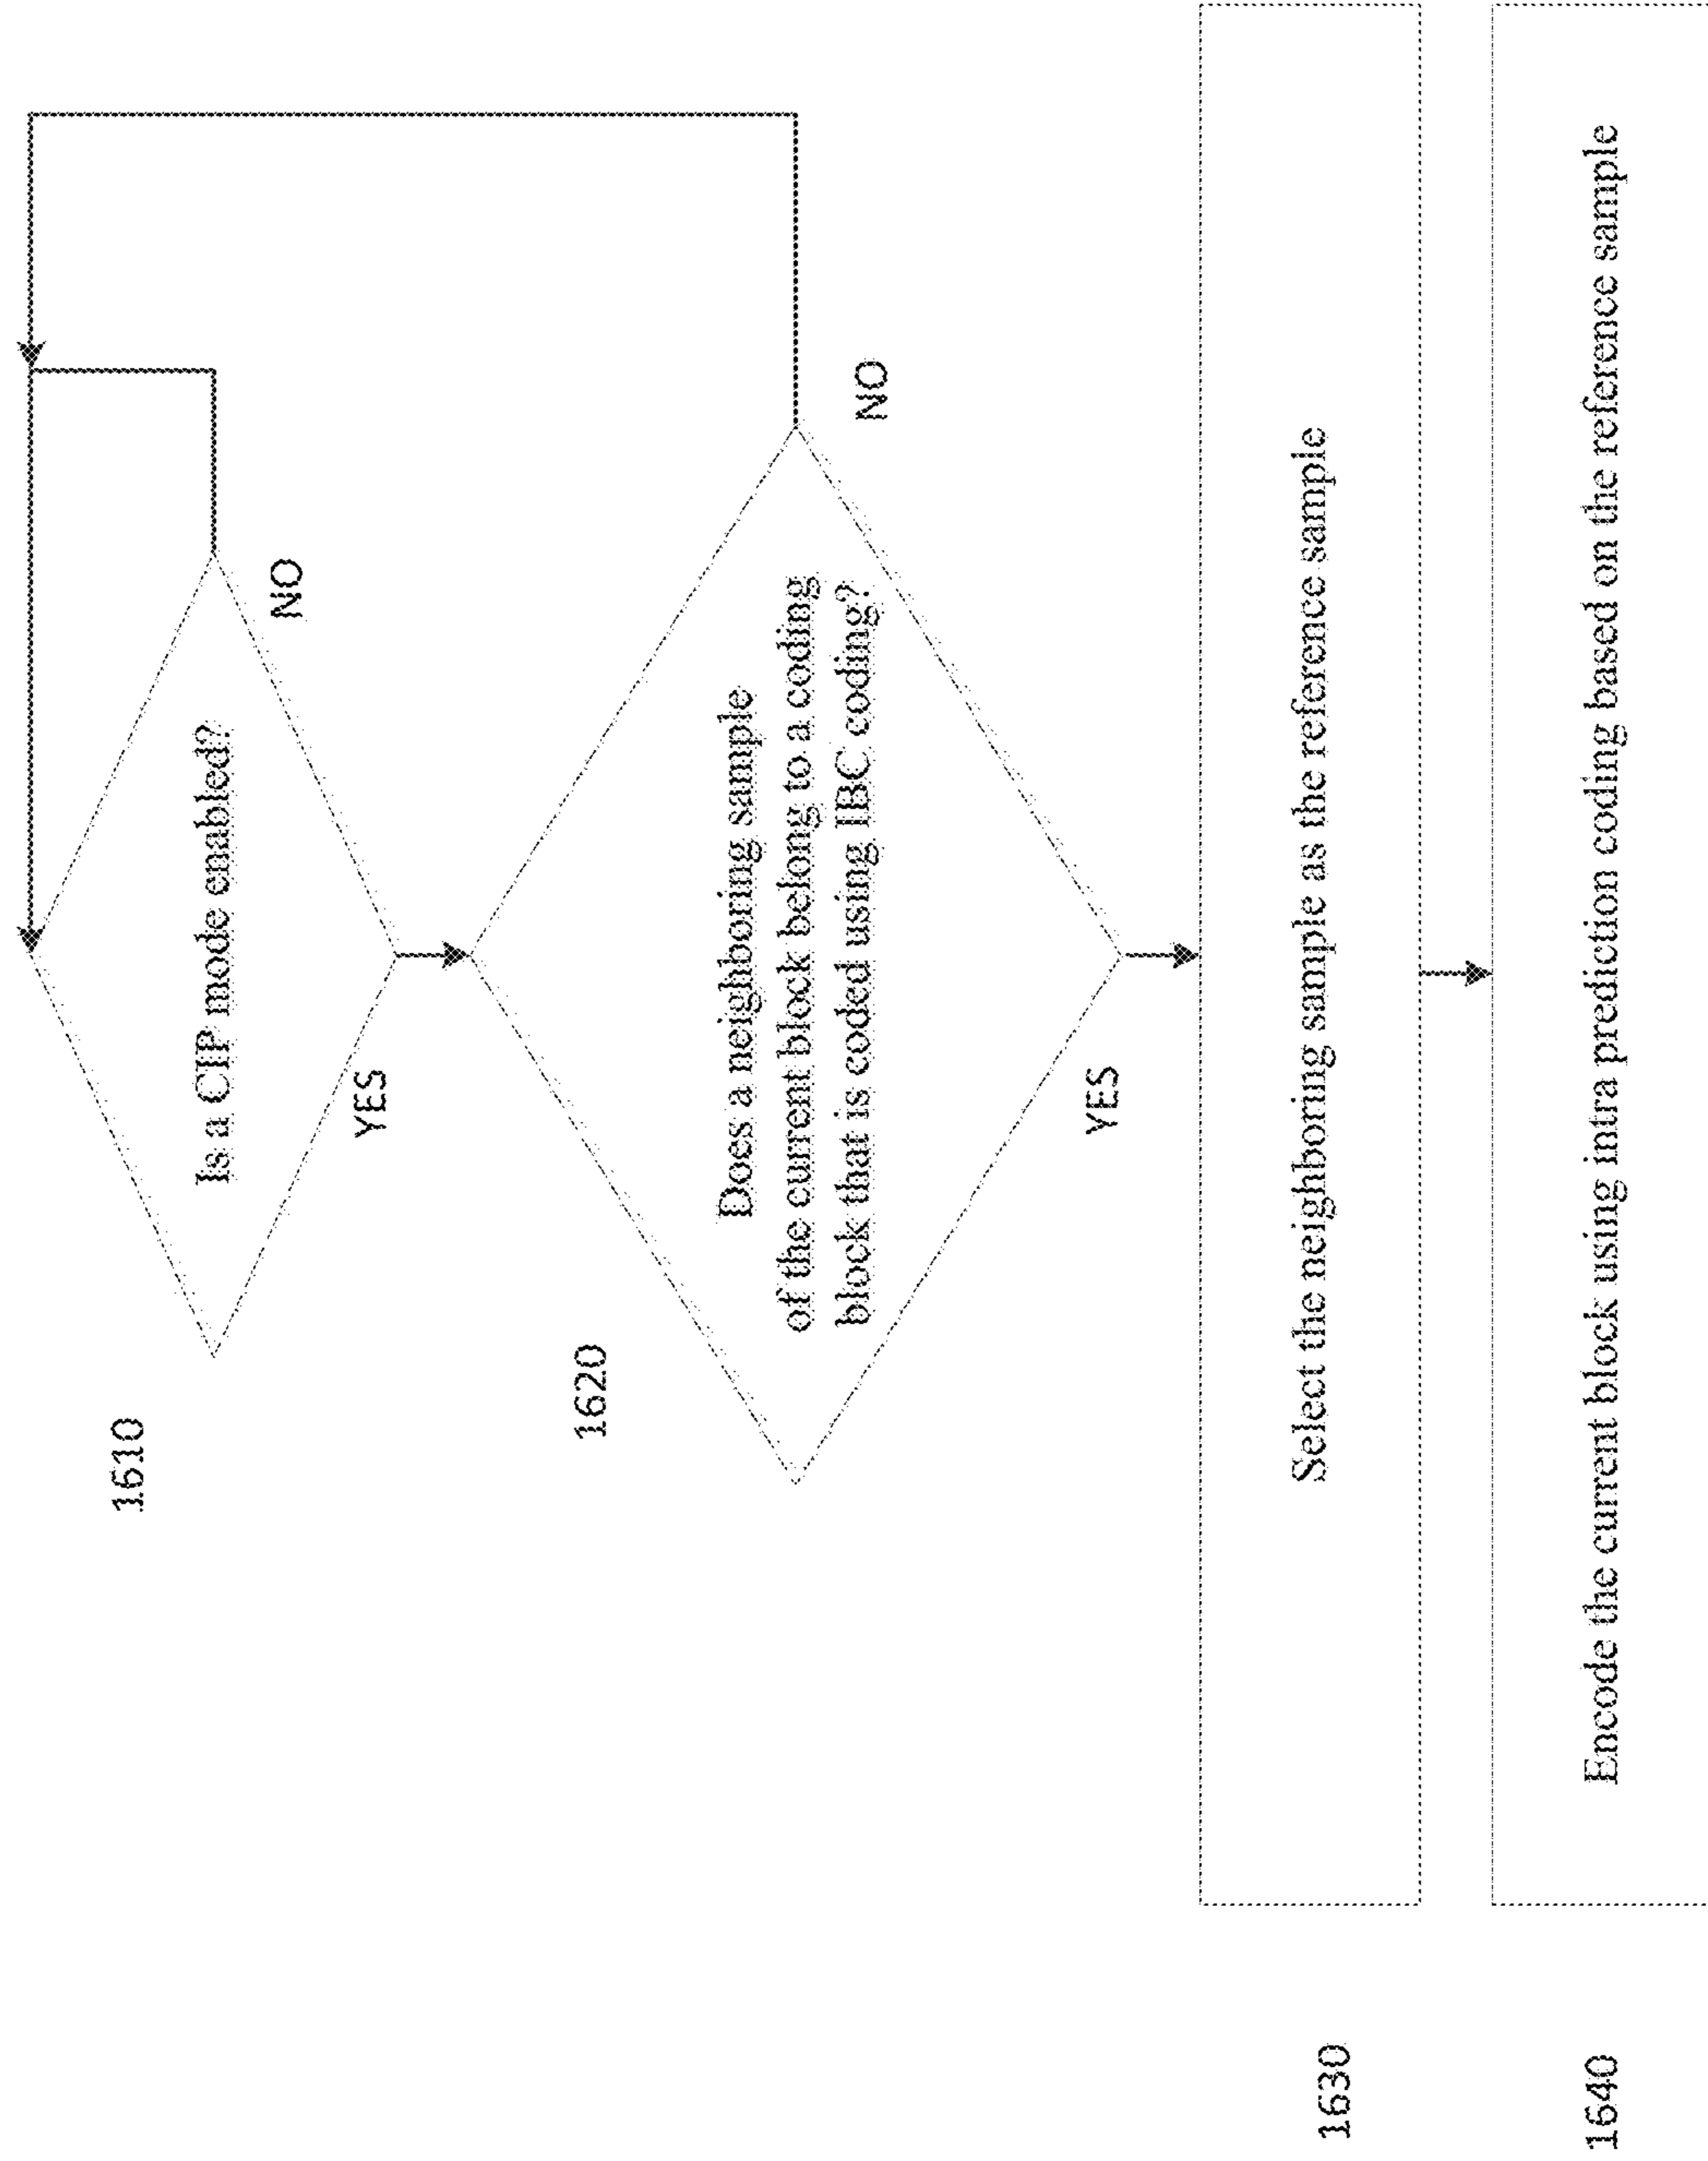 1610
Is a CIP mode enabled?
NO
YES
1620
Does a neighboring sample
of the current block belong to a coding
block that is coded using IBC coding?
NO
YES
1630
Select the neighboring sample as the reference sample
1640
Encode the current block using intra prediction coding based on the reference sample